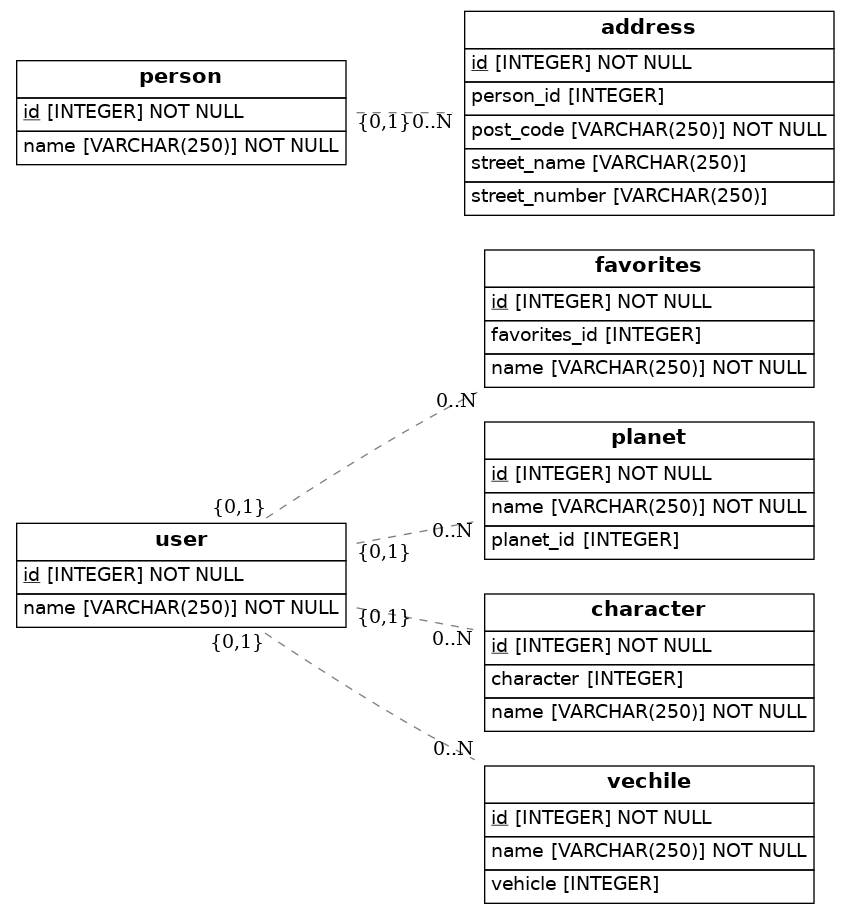 person
id [INTEGER] NOT NULL
name [VARCHAR(250)] NOT NULL
{0,1}
0..N
address
id [INTEGER] NOT NULL
person_id [INTEGER]
post_code [VARCHAR(250)] NOT NULL
street_name [VARCHAR(250)]
street_number [VARCHAR(250)]
favorites
id [INTEGER] NOT NULL
favorites_id [INTEGER]
name [VARCHAR(250)] NOT NULL
0..N
{0,1}
planet
id [INTEGER] NOT NULL
name [VARCHAR(250)] NOT NULL
planet_id [INTEGER]
0..N
{0,1}
user
id [INTEGER] NOT NULL
name [VARCHAR(250)] NOT NULL
{0,1}
0..N
character
id [INTEGER] NOT NULL
character [INTEGER]
name [VARCHAR(250)] NOT NULL
{0,1}
0..N
vechile
id [INTEGER] NOT NULL
name [VARCHAR(250)] NOT NULL
vehicle [INTEGER]